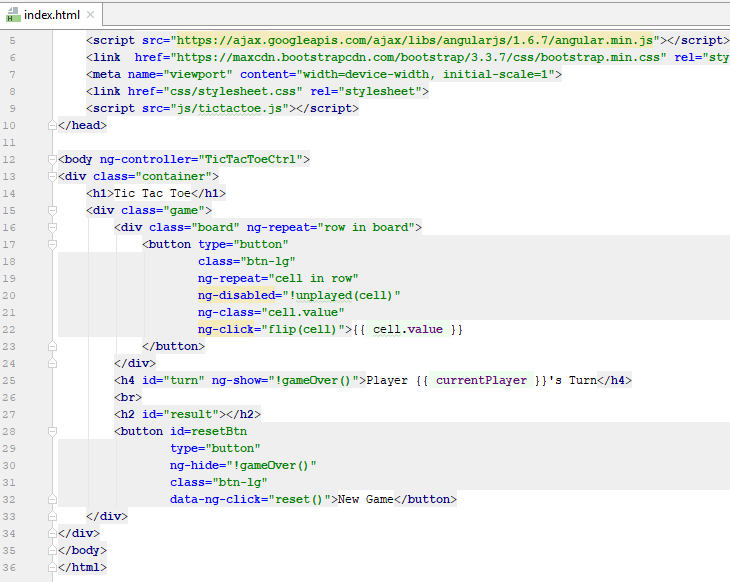 index.html
5 <script src="https://ajax.googleapis.com/ajax/libs/angularjs/1.6.7/angular.min.js"></script>
6 <link  href="https://maxcdn.bootstrapcdn.com/bootstrap/3.3.7/css/bootstrap.min.css" rel="sty
7 <meta name="viewport" content="width=device-width, initial-scale=1">
8 <link href="css/stylesheet.css" rel="stylesheet">
9 <script src="js/tictactoe.js"></script>
10 </head>
11
12 <body ng-controller="TicTacToeCtrl">
13 <div class="container">
14 <h1>Tic Tac Toe</h1>
15 <div class="game">
16 <div class="board" ng-repeat="row in board">
17 <button type="button"
18 class="btn-lg"
19 ng-repeat="cell in row"
20 ng-disabled="!unplayed(cell)"
21 ng-class="cell.value"
22 ng-click="flip(cell)">{{ cell.value }}
23 </button>
24 </div>
25 <h4 id="turn" ng-show="!gameOver()">Player {{ currentPlayer }}'s Turn</h4>
26 <br>
27 <h2 id="result"></h2>
28 <button id=resetBtn
29 type="button"
30 ng-hide="!gameOver()"
31 class="btn-lg"
32 data-ng-click="reset()">New Game</button>
33 </div>
34 </div>
35 </body>
36 </html>